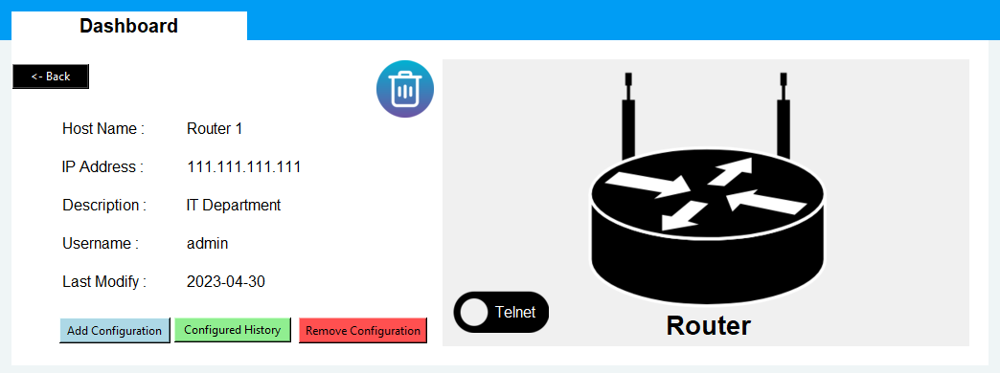 Dashboard
<- Back
Host Name : Router 1
IP Address : 111.111.111.111
Description : IT Department
Username : admin
Last Modify : 2023-04-30
Add Configuration Configured History Remove Configuration
Telnet
Router